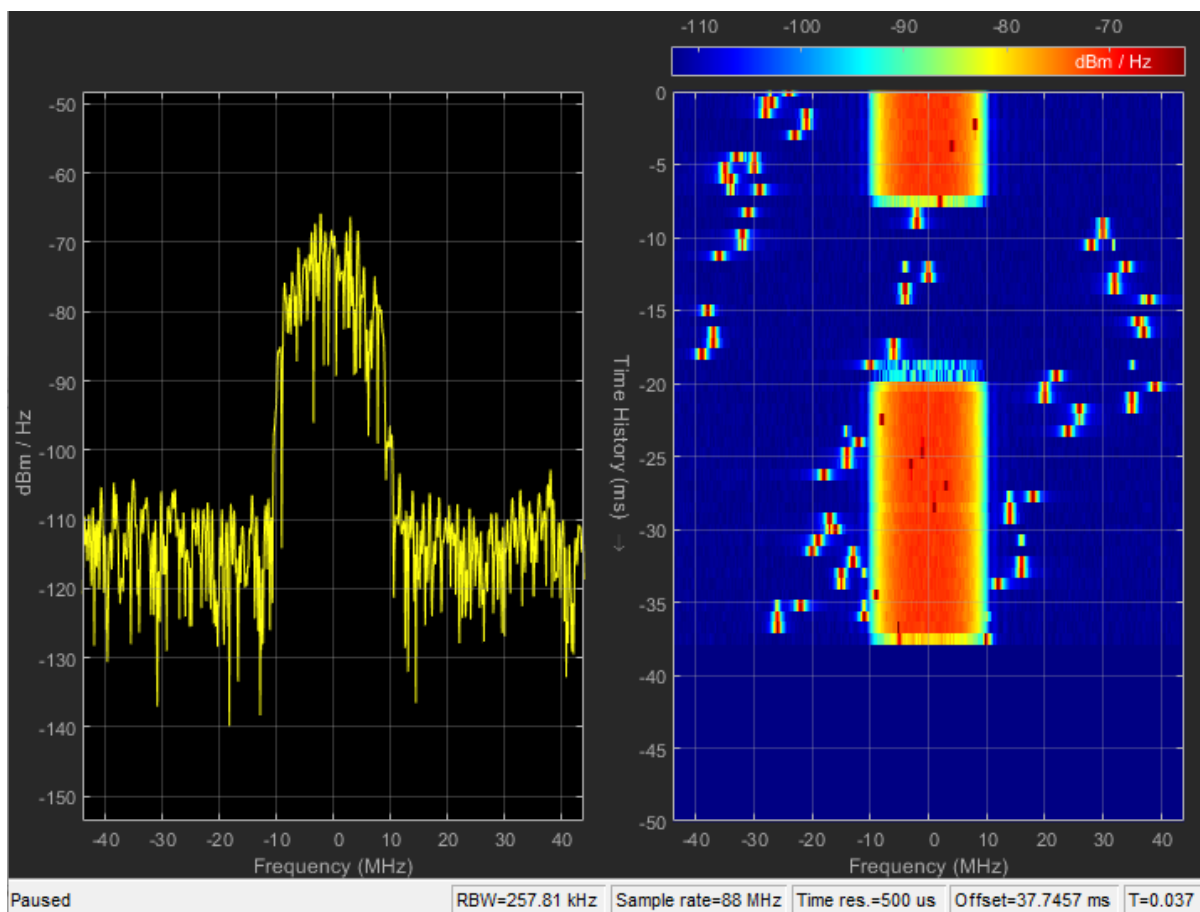 -110 -100 -90 -80 -70
dBm / Hz
-50
-60
-70
-80
-90
-100
-110
-120
-130
-140
-150
dBm / Hz
-40 -30 -20 -10 0 10 20 30 40
Frequency (MHz)
0
-5
-10
-15
-20
-25
-30
-35
-40
-45
-50
Time History (ms) →
-40 -20 -10 0 10 20 30 40
Frequency (MHz)
Paused RBW=257.81 kHz Sample rate=88 MHz Time res.=500 us Offset=37.7457 ms T=0.037